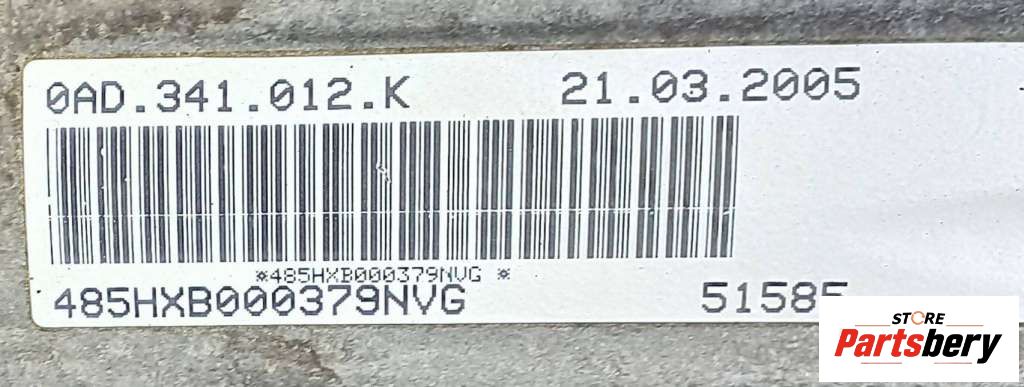 0AD.341.012.K 21.03.2005
*485HXB000379NVG *
485HXB000379NVG 51585
STORE
Partsbery